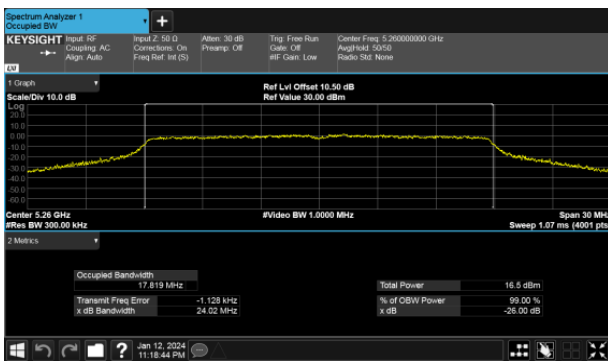 Spectrum Analyzer 1
Occupied BW
KEYSIGHT
Input: RF
Coupling: AC
Align: Auto
Input Z: 50 Ω
Corrections: On
Freq Ref: Int (S)
Atten: 30 dB
Preamp: Off
Trig: Free Run
Gate: Off
#IF Gain: Low
Center Freq: 5.260000000 GHz
Avg|Hold: 50/50
Radio Std: None
1 Graph
Scale/Div 10.0 dB
Ref Lvl Offset 10.50 dB
Ref Value 30.00 dBm
Log
20.0
10.0
0.00
-10.0
-20.0
-30.0
-40.0
-50.0
-60.0
Center 5.26 GHz
#Res BW 300.00 kHz
#Video BW 1.0000 MHz
Span 30 MHz
Sweep 1.07 ms (4001 pts)
2 Metrics
Occupied Bandwidth
17.819 MHz
Transmit Freq Error -1.128 kHz
x dB Bandwidth 24.02 MHz
Total Power 16.5 dBm
% of OBW Power 99.00 %
x dB -26.00 dB
Jan 12, 2024
11:18:44 PM